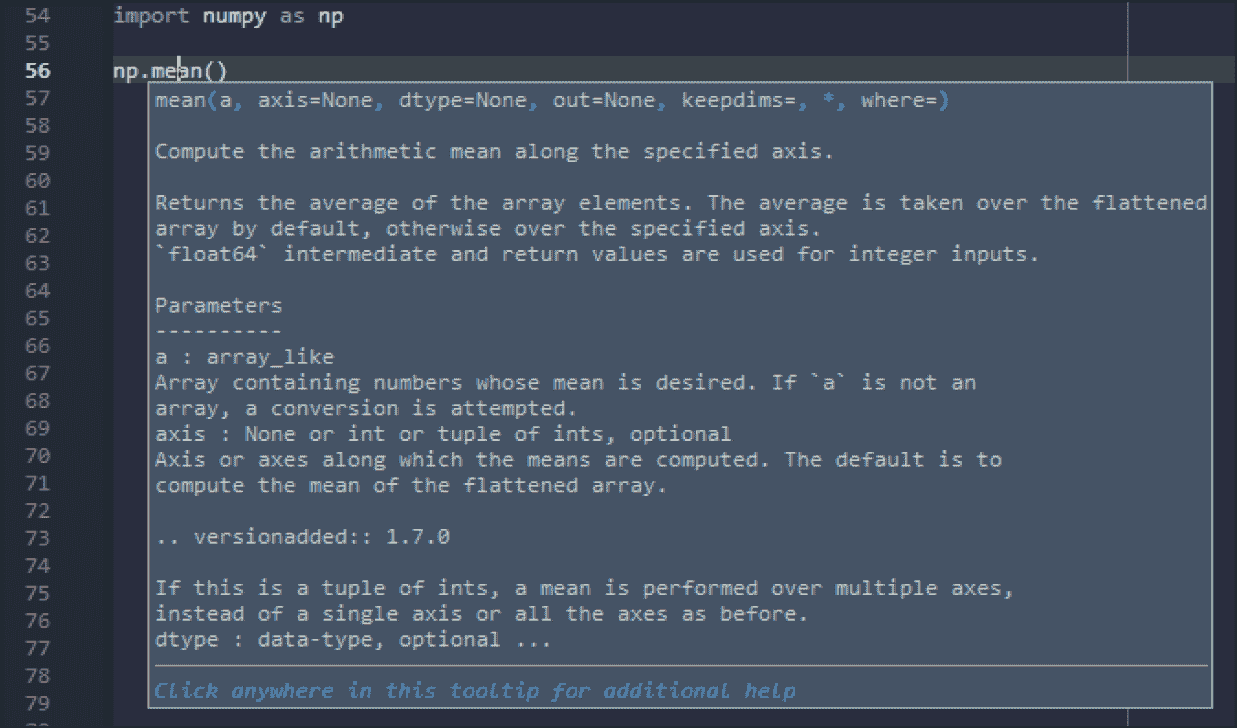 54 import numpy as np
55
56 np.mean()
57 mean(a, axis=None, dtype=None, out=None, keepdims=, *, where=)
58
59 Compute the arithmetic mean along the specified axis.
60
61 Returns the average of the array elements. The average is taken over the flattened
62 array by default, otherwise over the specified axis.
63 `float64` intermediate and return values are used for integer inputs.
64
65 Parameters
66 ----------
67 a : array_like
68 Array containing numbers whose mean is desired. If `a` is not an
69 array, a conversion is attempted.
70 axis : None or int or tuple of ints, optional
71 Axis or axes along which the means are computed. The default is to
72 compute the mean of the flattened array.
73 .. versionadded:: 1.7.0
74
75 If this is a tuple of ints, a mean is performed over multiple axes,
76 instead of a single axis or all the axes as before.
77 dtype : data-type, optional ...
78
79 Click anywhere in this tooltip for additional help